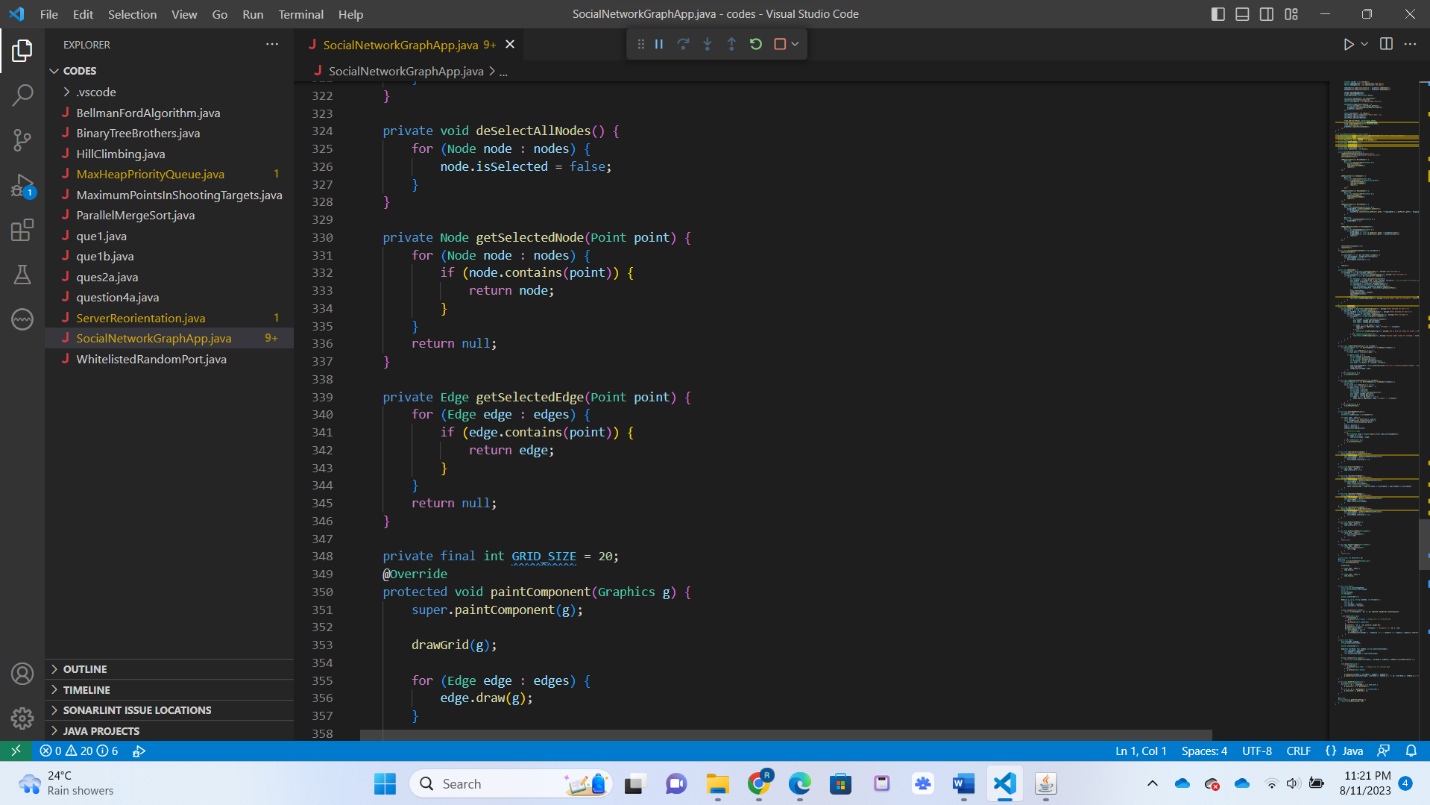 File Edit Selection View Go Run Terminal Help
SocialNetworkGraphApp.java - codes - Visual Studio Code
EXPLORER
CODES
.vscode
BellmanFordAlgorithm.java
BinaryTreeBrothers.java
HillClimbing.java
MaxHeapPriorityQueue.java 1
MaximumPointsInShootingTargets.java
ParallelMergeSort.java
que1.java
que1b.java
ques2a.java
question4a.java
ServerReorientation.java 1
SocialNetworkGraphApp.java 9+
WhitelistedRandomPort.java
OUTLINE
TIMELINE
SONARLINT ISSUE LOCATIONS
JAVA PROJECTS
1
SocialNetworkGraphApp.java 9+
SocialNetworkGraphApp.java > ...
322 }
323
324 private void deSelectAllNodes() {
325 for (Node node : nodes) {
326 node.isSelected = false;
327 }
328 }
329
330 private Node getSelectedNode(Point point) {
331 for (Node node : nodes) {
332 if (node.contains(point)) {
333 return node;
334 }
335 }
336 return null;
337 }
338
339 private Edge getSelectedEdge(Point point) {
340 for (Edge edge : edges) {
341 if (edge.contains(point)) {
342 return edge;
343 }
344 }
345 return null;
346 }
347
348 private final int GRID_SIZE = 20;
349 @Override
350 protected void paintComponent(Graphics g) {
351 super.paintComponent(g);
352
353 drawGrid(g);
354
355 for (Edge edge : edges) {
356 edge.draw(g);
357 }
358
0 20 6
Ln 1, Col 1 Spaces: 4 UTF-8 CRLF {} Java
24°C
Rain showers
Search
R
11:21 PM
8/11/2023
4